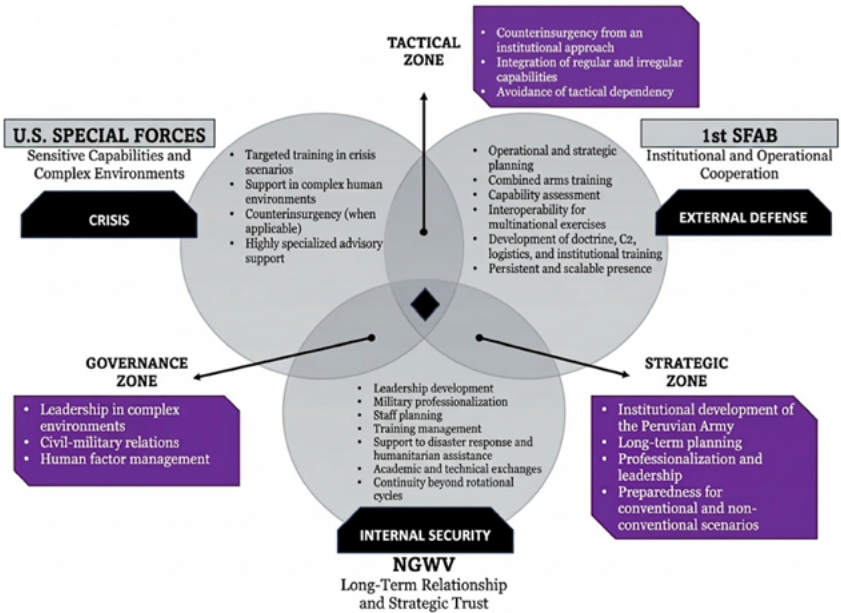 TACTICAL
ZONE
• Counterinsurgency from an
institutional approach
• Integration of regular and irregular
capabilities
• Avoidance of tactical dependency
U.S. SPECIAL FORCES
Sensitive Capabilities and
Complex Environments
CRISIS
1st SFAB
Institutional and Operational
Cooperation
EXTERNAL DEFENSE
• Targeted training in crisis
scenarios
• Support in complex human
environments
• Counterinsurgency (when
applicable)
• Highly specialized advisory
support
• Operational and strategic
planning
• Combined arms training
• Capability assessment
• Interoperability for
multinational exercises
• Development of doctrine, C2,
logistics, and institutional training
• Persistent and scalable presence
GOVERNANCE
ZONE
• Leadership in complex
environments
• Civil-military relations
• Human factor management
STRATEGIC
ZONE
• Institutional development of
the Peruvian Army
• Long-term planning
• Professionalization and
leadership
• Preparedness for
conventional and non-
conventional scenarios
• Leadership development
• Military professionalization
• Staff planning
• Training management
• Support to disaster response and
humanitarian assistance
• Academic and technical exchanges
• Continuity beyond rotational
cycles
INTERNAL SECURITY
NGWV
Long-Term Relationship
and Strategic Trust